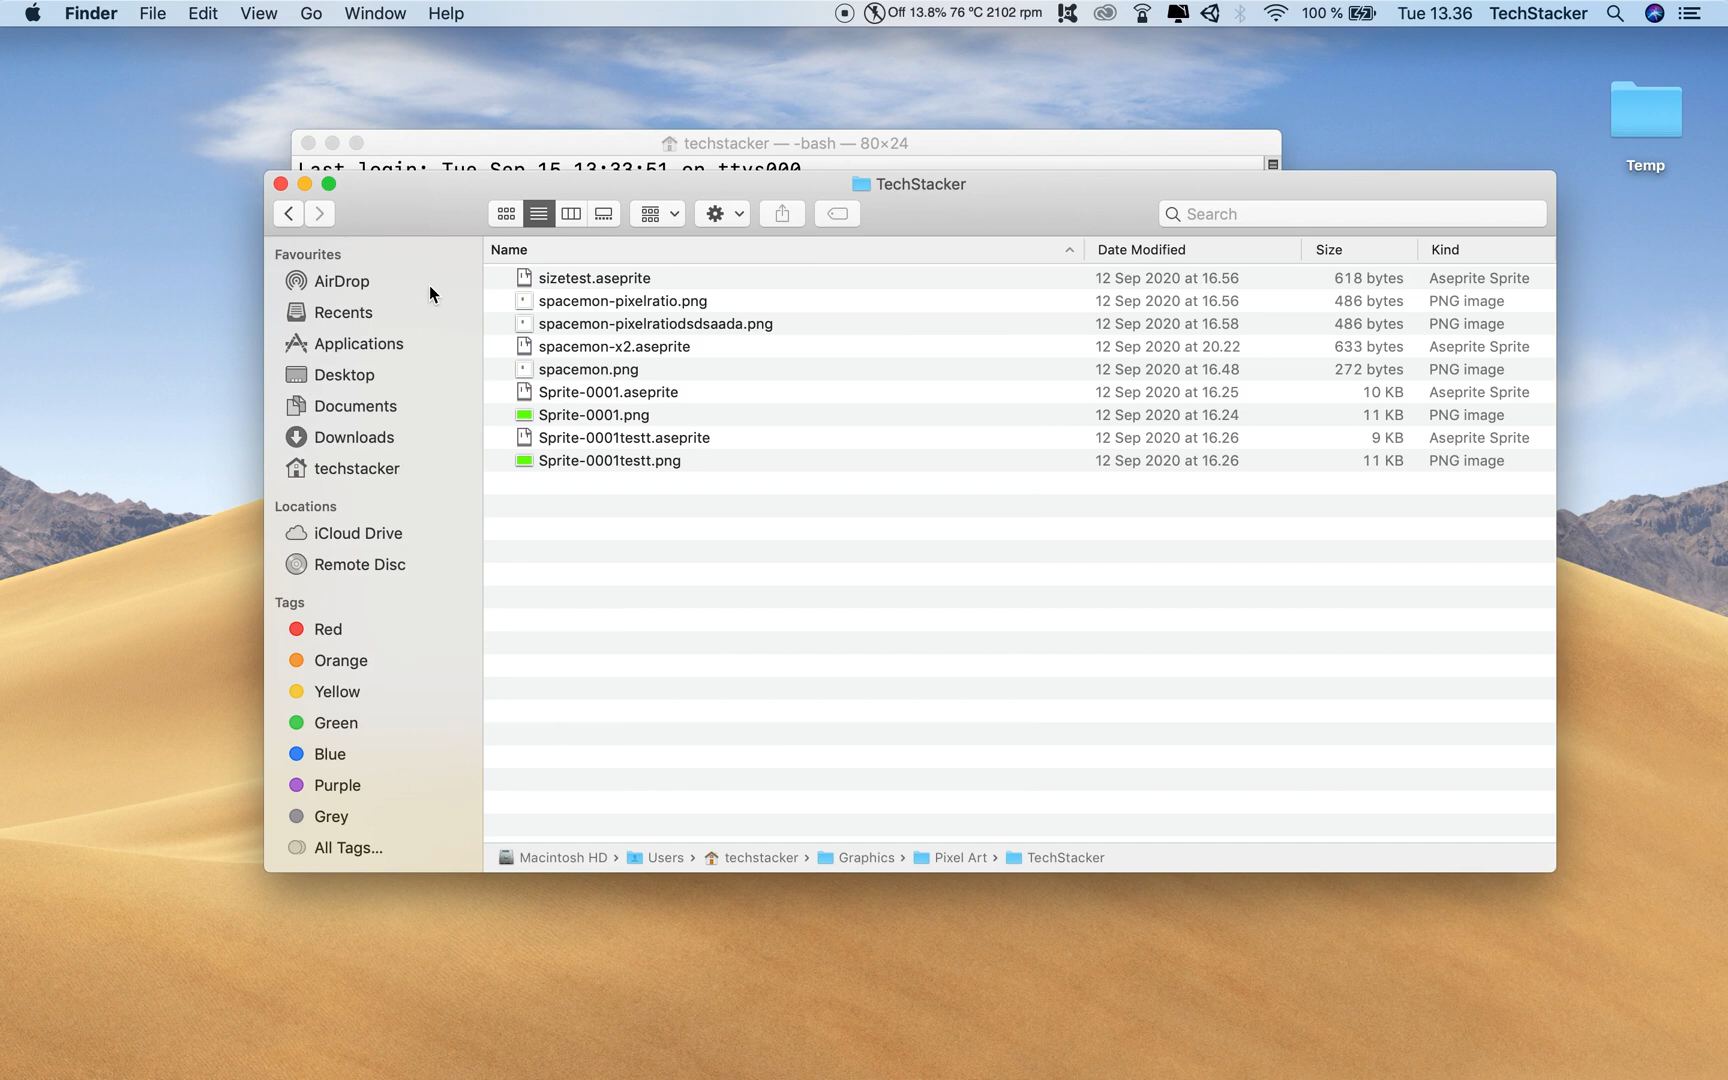 Finder File Edit View Go Window Help Off 13.8% 76 °C 2102 rpm 100 % Tue 13.36 TechStacker
Temp
techstacker — -bash — 80×24
Last login: Tue Sep 15 13:33:51 on ttys000
TechStacker
Search
Favourites
AirDrop
Recents
Applications
Desktop
Documents
Downloads
techstacker
Locations
iCloud Drive
Remote Disc
Tags
Red
Orange
Yellow
Green
Blue
Purple
Grey
All Tags...
Name Date Modified Size Kind
sizetest.aseprite 12 Sep 2020 at 16.56 618 bytes Aseprite Sprite
spacemon-pixelratio.png 12 Sep 2020 at 16.56 486 bytes PNG image
spacemon-pixelratiodsdsaada.png 12 Sep 2020 at 16.58 486 bytes PNG image
spacemon-x2.aseprite 12 Sep 2020 at 20.22 633 bytes Aseprite Sprite
spacemon.png 12 Sep 2020 at 16.48 272 bytes PNG image
Sprite-0001.aseprite 12 Sep 2020 at 16.25 10 KB Aseprite Sprite
Sprite-0001.png 12 Sep 2020 at 16.24 11 KB PNG image
Sprite-0001testt.aseprite 12 Sep 2020 at 16.26 9 KB Aseprite Sprite
Sprite-0001testt.png 12 Sep 2020 at 16.26 11 KB PNG image
Macintosh HD › Users › techstacker › Graphics › Pixel Art › TechStacker